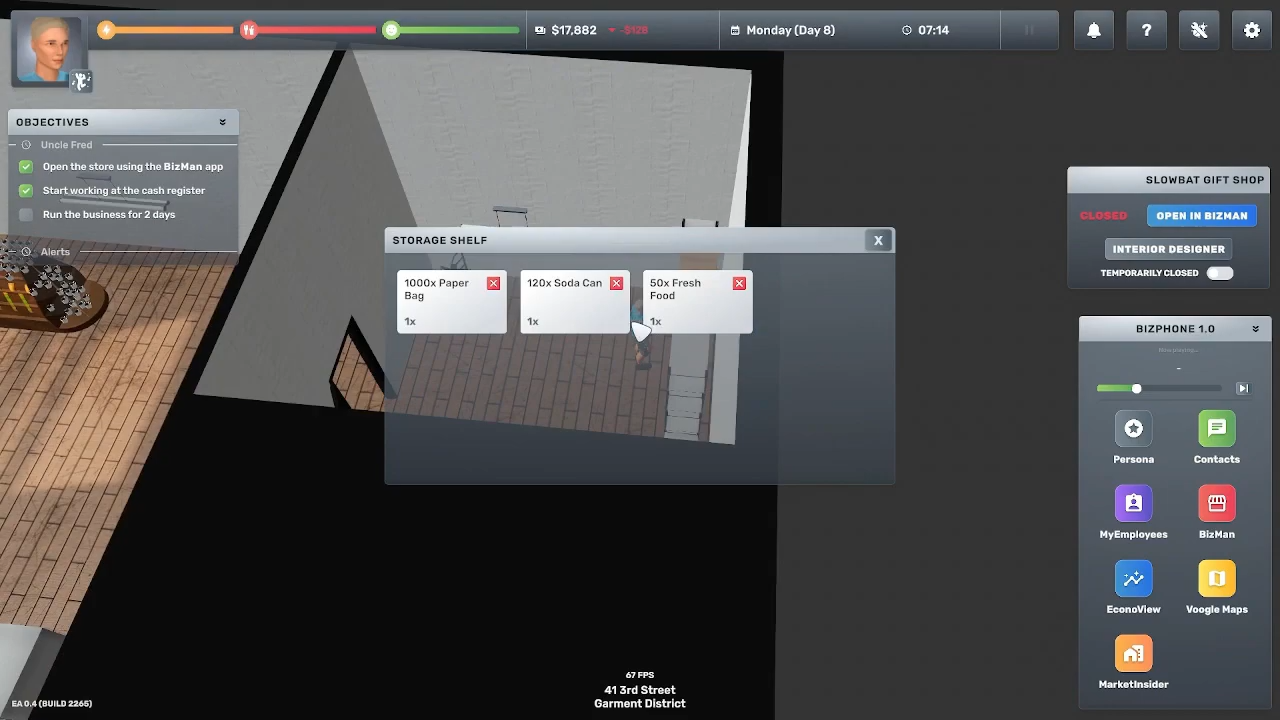 $17,882 -$128
Monday (Day 8)
07:14
?
OBJECTIVES
Uncle Fred
Open the store using the BizMan app
Start working at the cash register
Run the business for 2 days
Alerts
STORAGE SHELF
X
1000x Paper
Bag
1x
120x Soda Can
1x
50x Fresh
Food
1x
SLOWBAT GIFT SHOP
CLOSED
OPEN IN BIZMAN
INTERIOR DESIGNER
TEMPORARILY CLOSED
BIZPHONE 1.0
Now playing...
-
Persona
Contacts
MyEmployees
BizMan
EconoView
Voogle Maps
MarketInsider
67 FPS
41 3rd Street
Garment District
EA 0.4 (BUILD 2265)